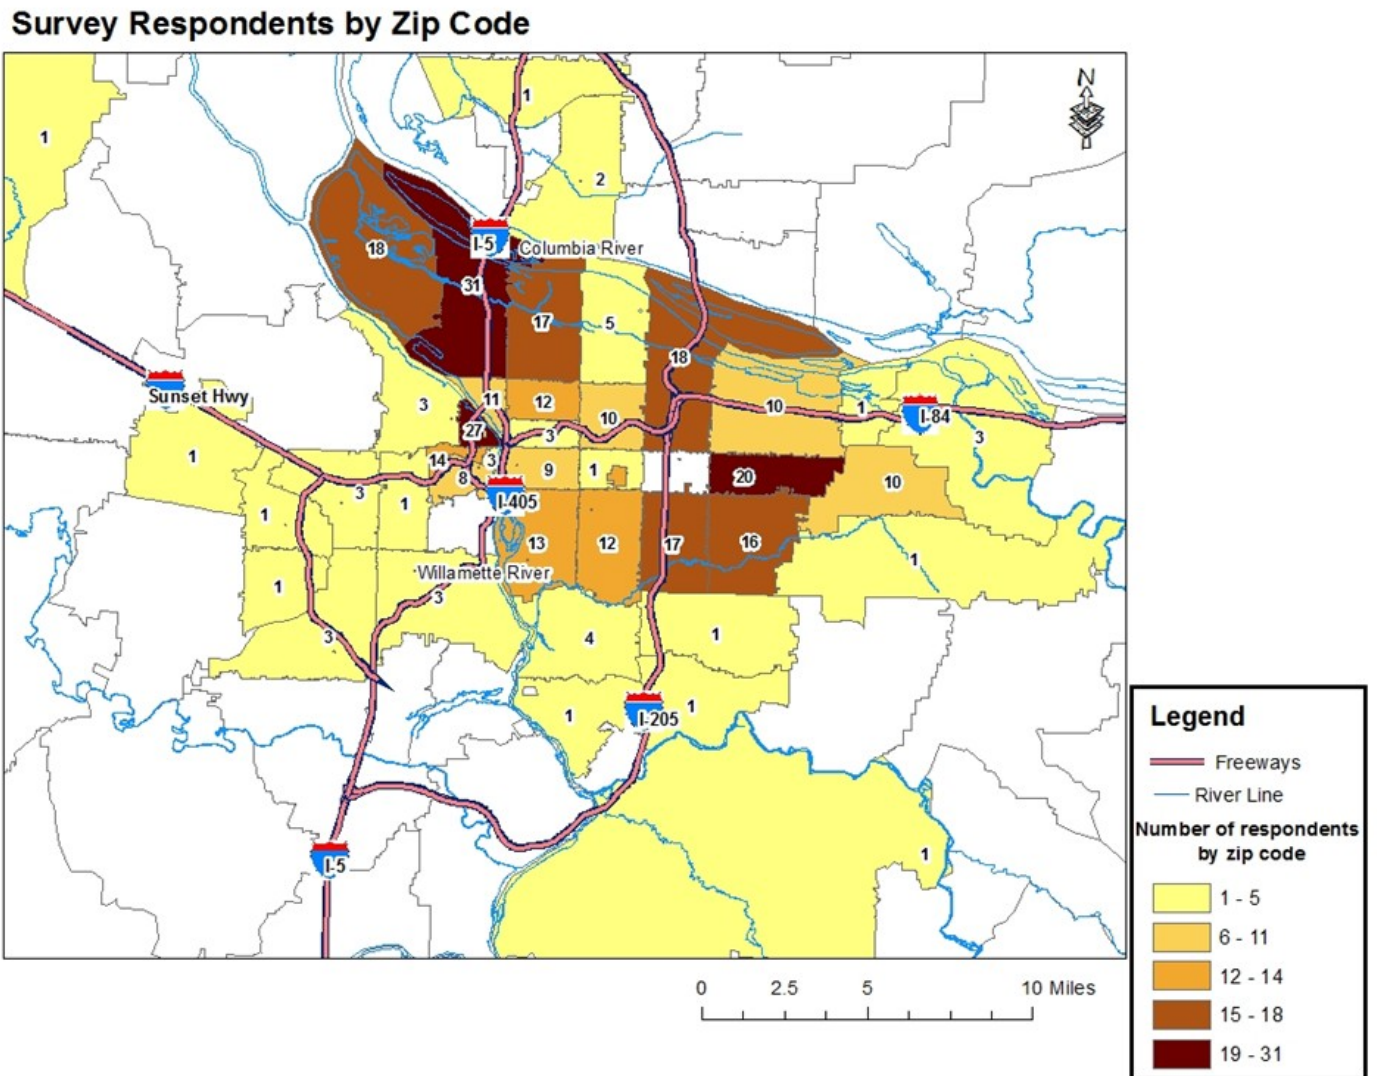 Survey Respondents by Zip Code
1
1
N
2
18
I-5
Columbia River
31
17
5
18
Sunset Hwy
3
11
12
10
10
1
I-84
27
3
3
1
14
3
9
1
20
10
3
8
1
I-405
1
13
12
17
16
1
Willamette River
1
3
3
4
1
1
1
I-205
1
I-5
Legend
Freeways
River Line
Number of respondents
by zip code
1 - 5
6 - 11
12 - 14
15 - 18
19 - 31
0 2.5 5 10 Miles